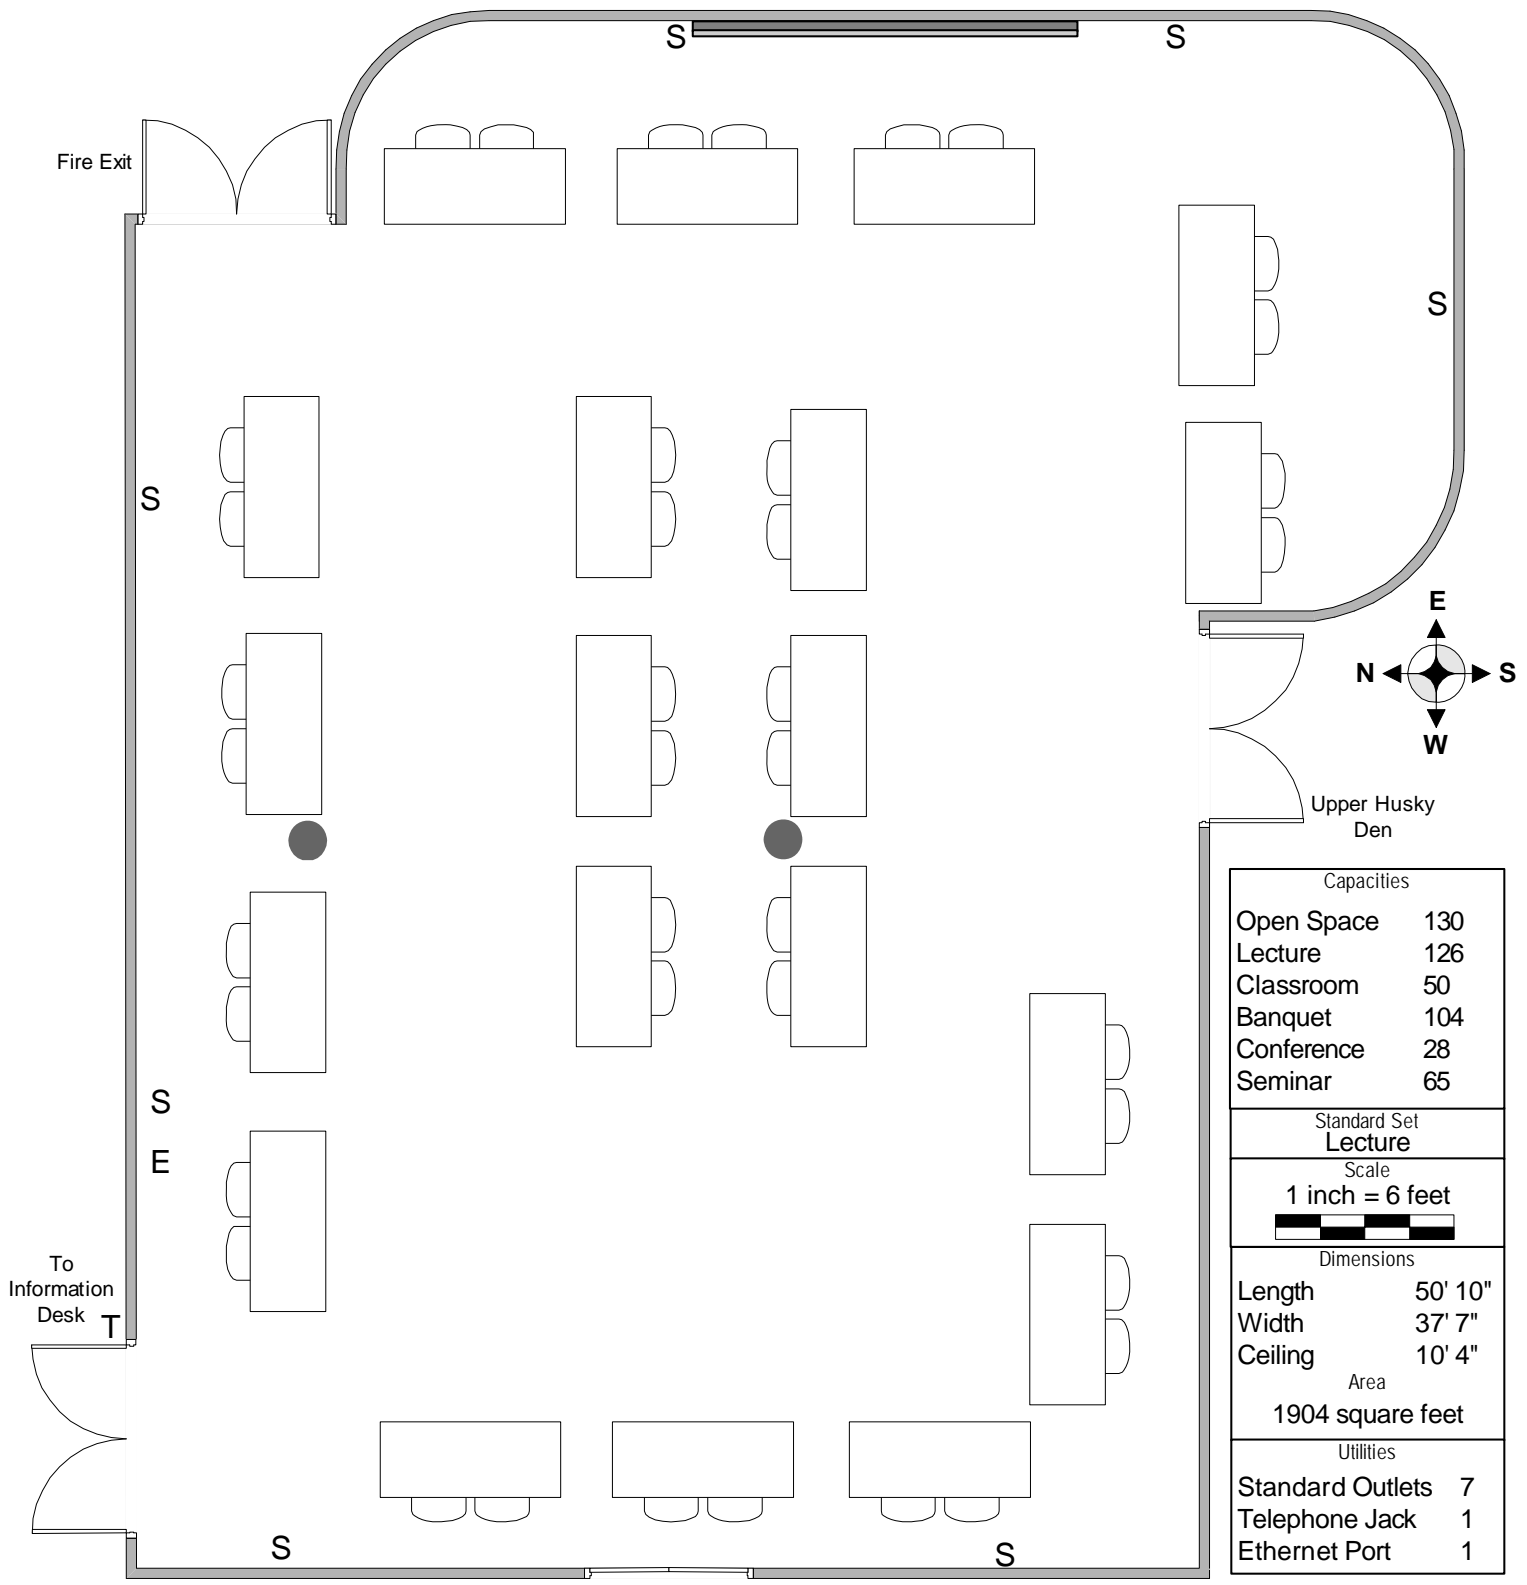 S
S
Fire Exit
S
S
E
N
S
W
Upper Husky
Den
Capacities
Open Space 130
Lecture 126
Classroom 50
Banquet 104
Conference 28
Seminar 65
Standard Set
Lecture
Scale
1 inch = 6 feet
Dimensions
Length 50' 10"
Width 37' 7"
Ceiling 10' 4"
Area
1904 square feet
Utilities
Standard Outlets 7
Telephone Jack 1
Ethernet Port 1
S
E
To
Information
Desk
T
S
S